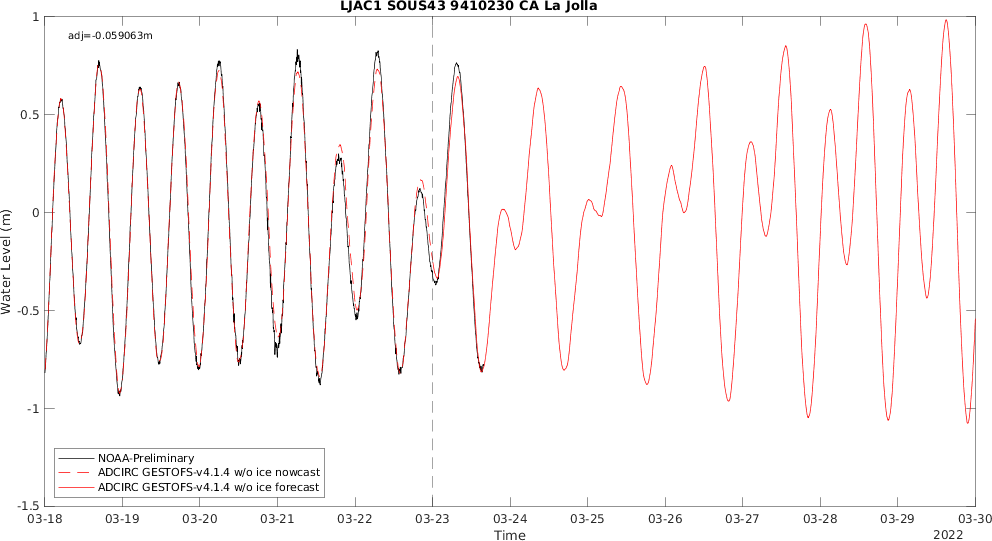 LJAC1 SOUS43 9410230 CA La Jolla
adj=-0.059063m
1
0.5
0
-0.5
-1
-1.5
Water Level (m)
NOAA-Preliminary
ADCIRC GESTOFS-v4.1.4 w/o ice nowcast
ADCIRC GESTOFS-v4.1.4 w/o ice forecast
03-18 03-19 03-20 03-21 03-22 03-23 03-24 03-25 03-26 03-27 03-28 03-29 03-30
Time
2022